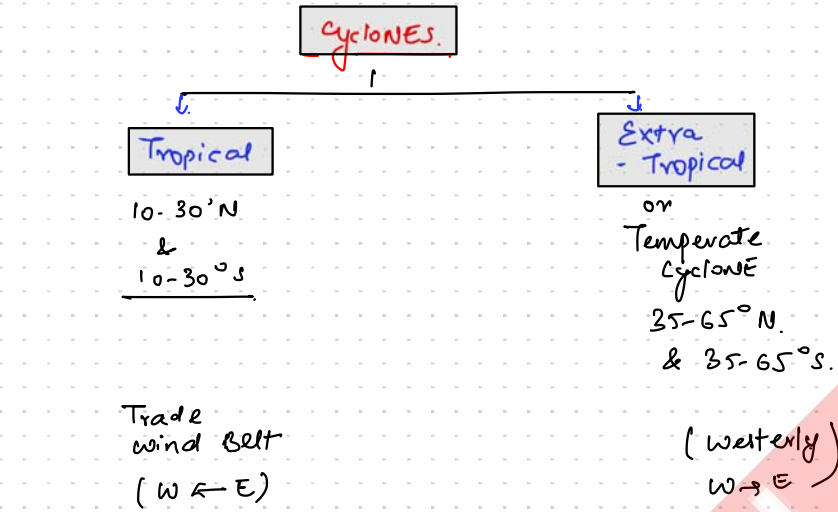 CyclONES.
Tropical
10-30'N
&
10-30°S
Trade
wind Belt
(W ← E)
Extra
- Tropical
or
Temperate
CyclonE
35-65° N.
& 35-65°S.
(westerly)
W → E